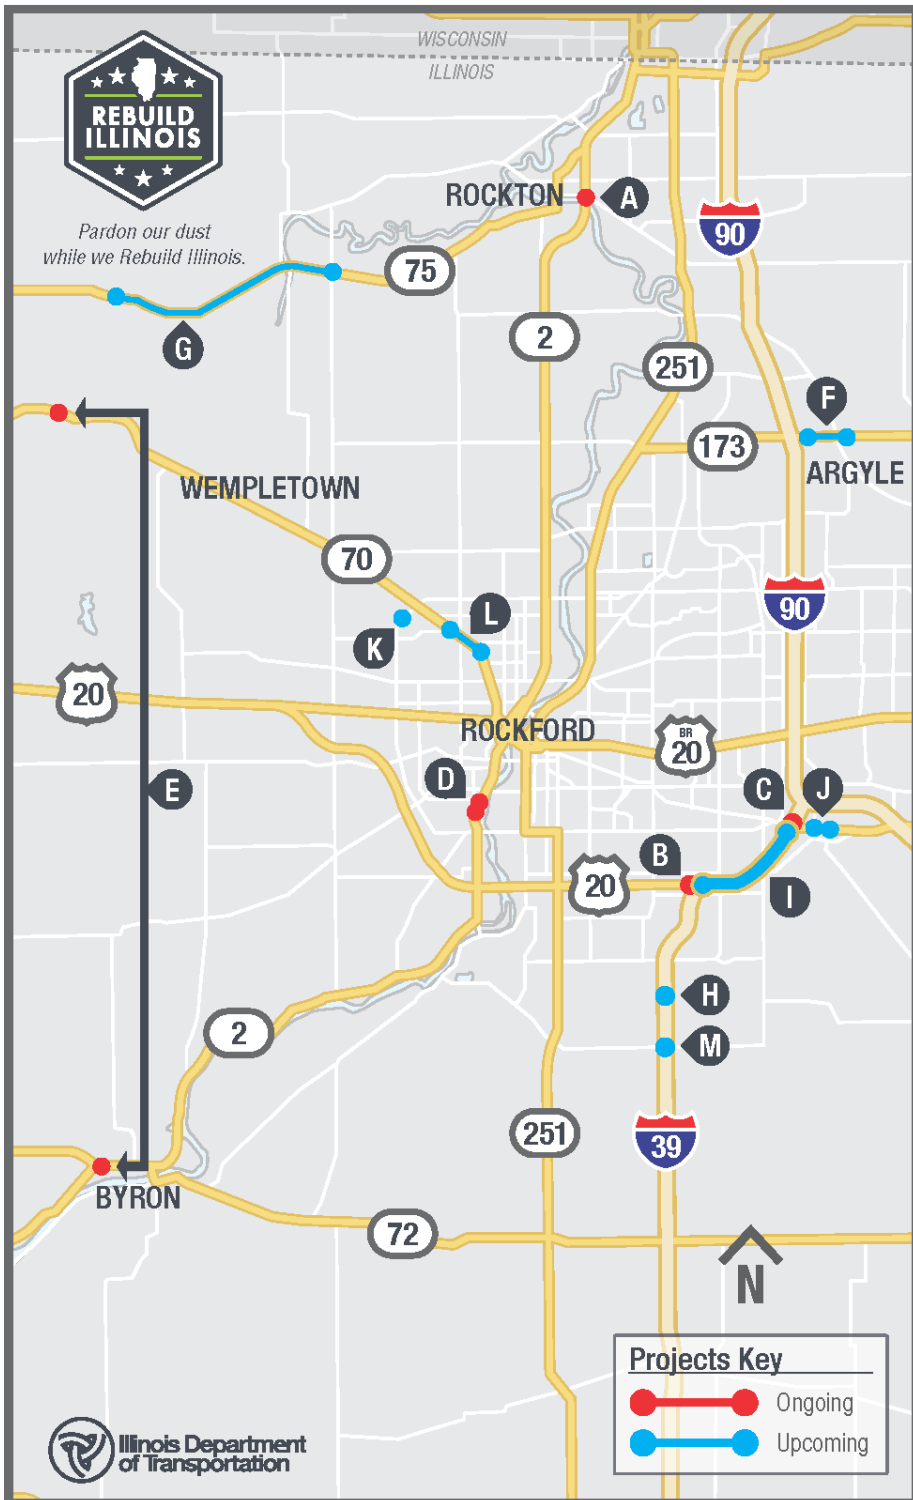 WISCONSIN
ILLINOIS
REBUILD
ILLINOIS
Pardon our dust
while we Rebuild Illinois.
ROCKTON
A
90
75
G
2
251
F
173
ARGYLE
WEMPLETOWN
70
90
L
K
20
ROCKFORD
BR
20
E
D
C
J
B
20
I
H
2
M
251
39
BYRON
72
N
Projects Key
Ongoing
Upcoming
Illinois Department
of Transportation